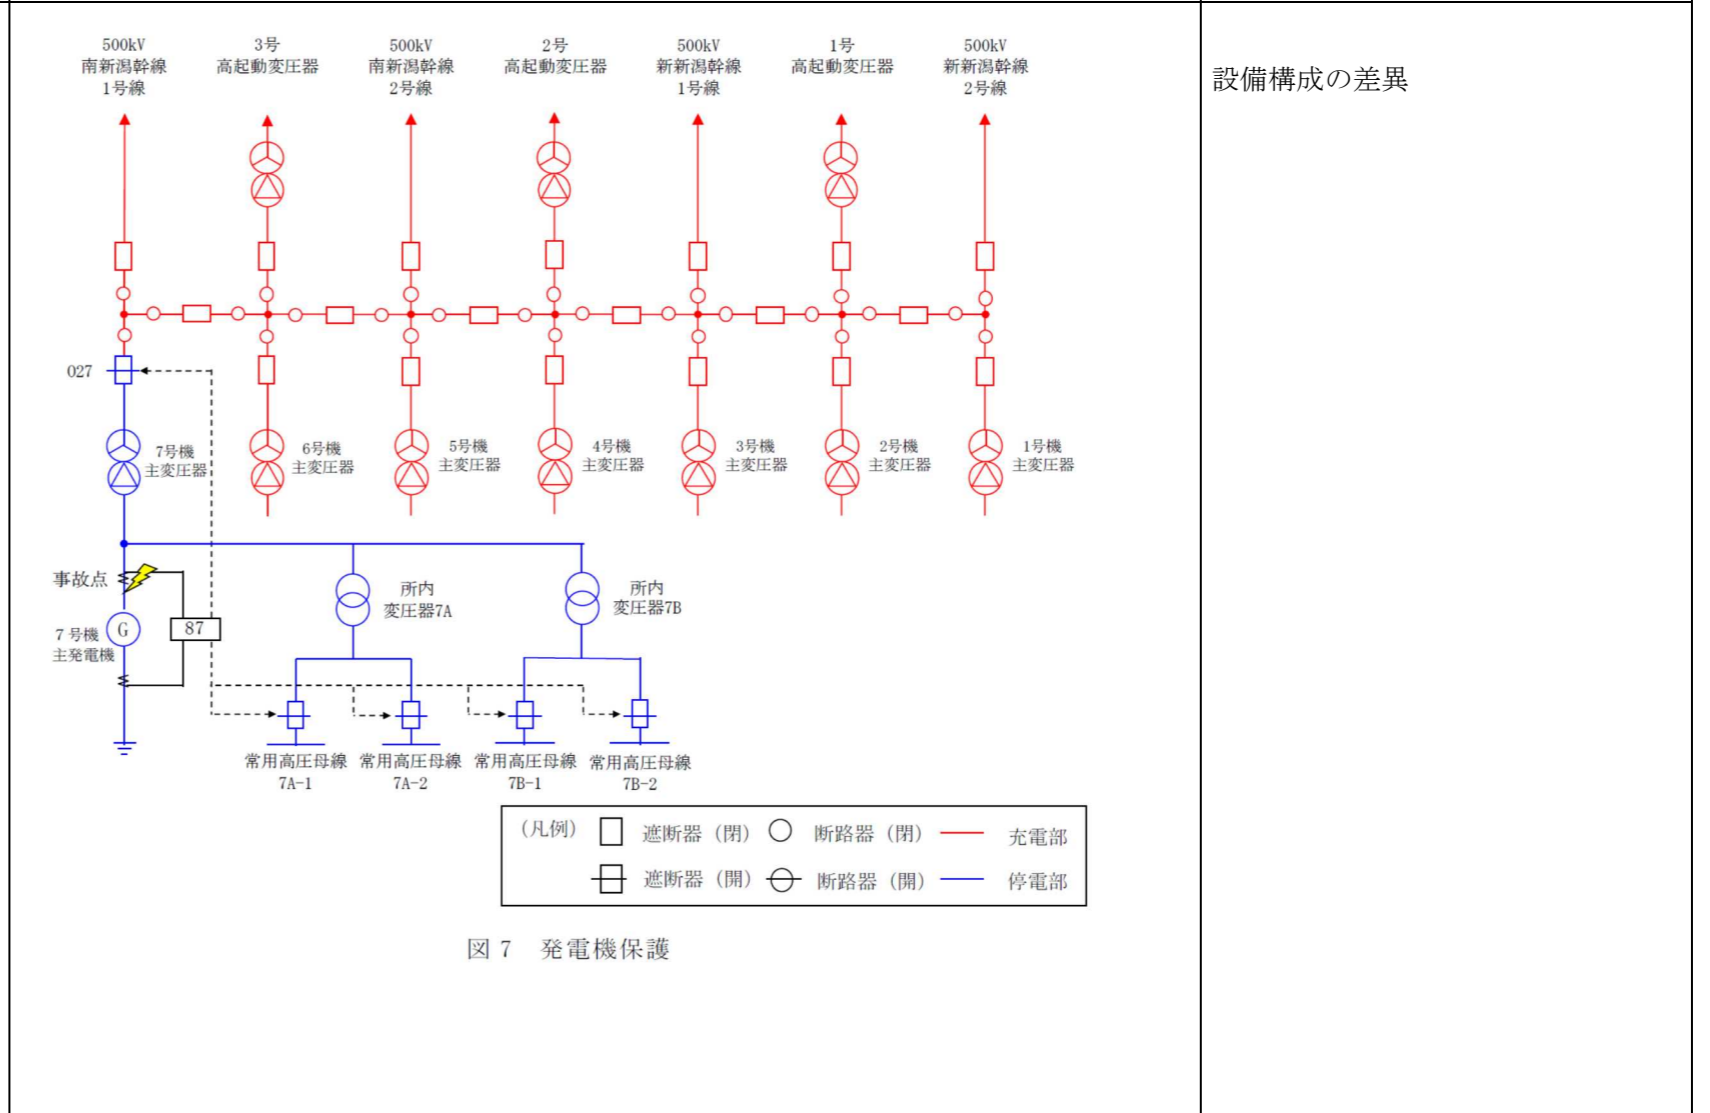 500kV
南新潟幹線
1号線
3号
高起動変圧器
500kV
南新潟幹線
2号線
2号
高起動変圧器
500kV
新新潟幹線
1号線
1号
高起動変圧器
500kV
新新潟幹線
2号線
設備構成の差異
027
7号機
主変圧器
6号機
主変圧器
5号機
主変圧器
4号機
主変圧器
3号機
主変圧器
2号機
主変圧器
1号機
主変圧器
事故点
7号機
主発電機
G
87
所内
変圧器7A
所内
変圧器7B
常用高圧母線
7A-1
常用高圧母線
7A-2
常用高圧母線
7B-1
常用高圧母線
7B-2
(凡例) 遮断器(閉) 断路器(閉) 充電部
遮断器(開) 断路器(開) 停電部
図7 発電機保護